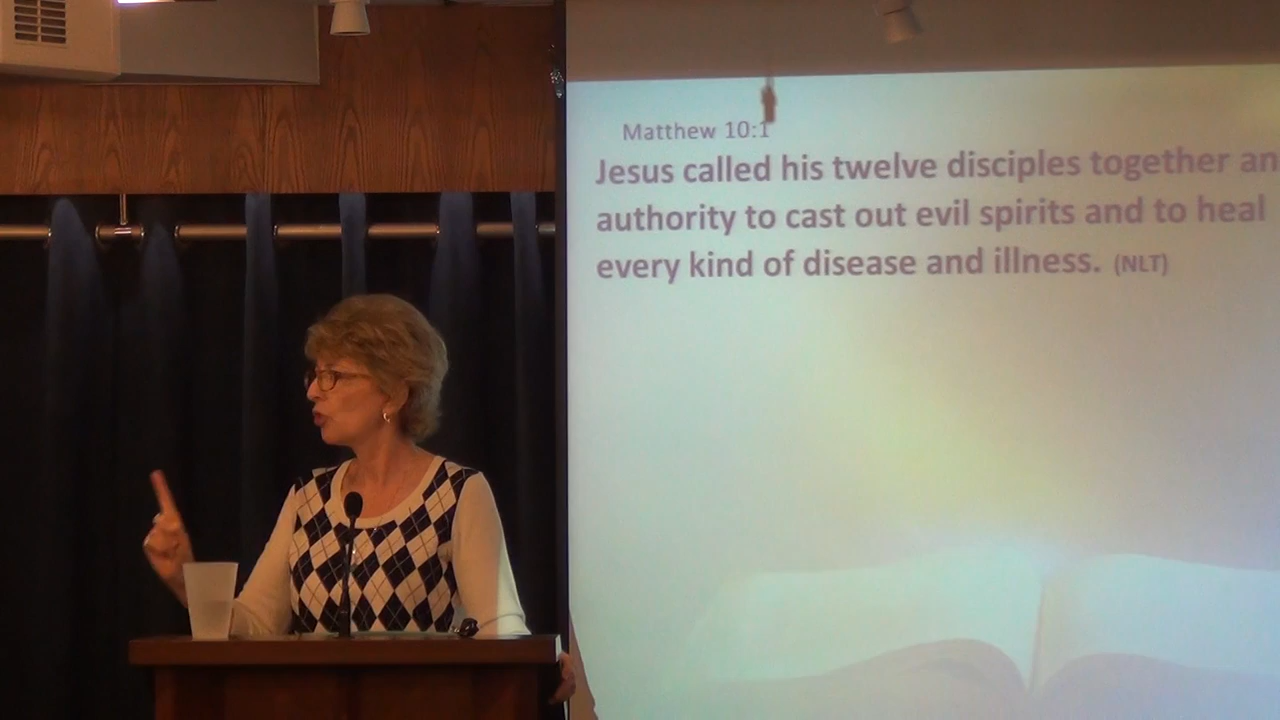 Matthew 10:1
Jesus called his twelve disciples together an
authority to cast out evil spirits and to heal
every kind of disease and illness. (NLT)